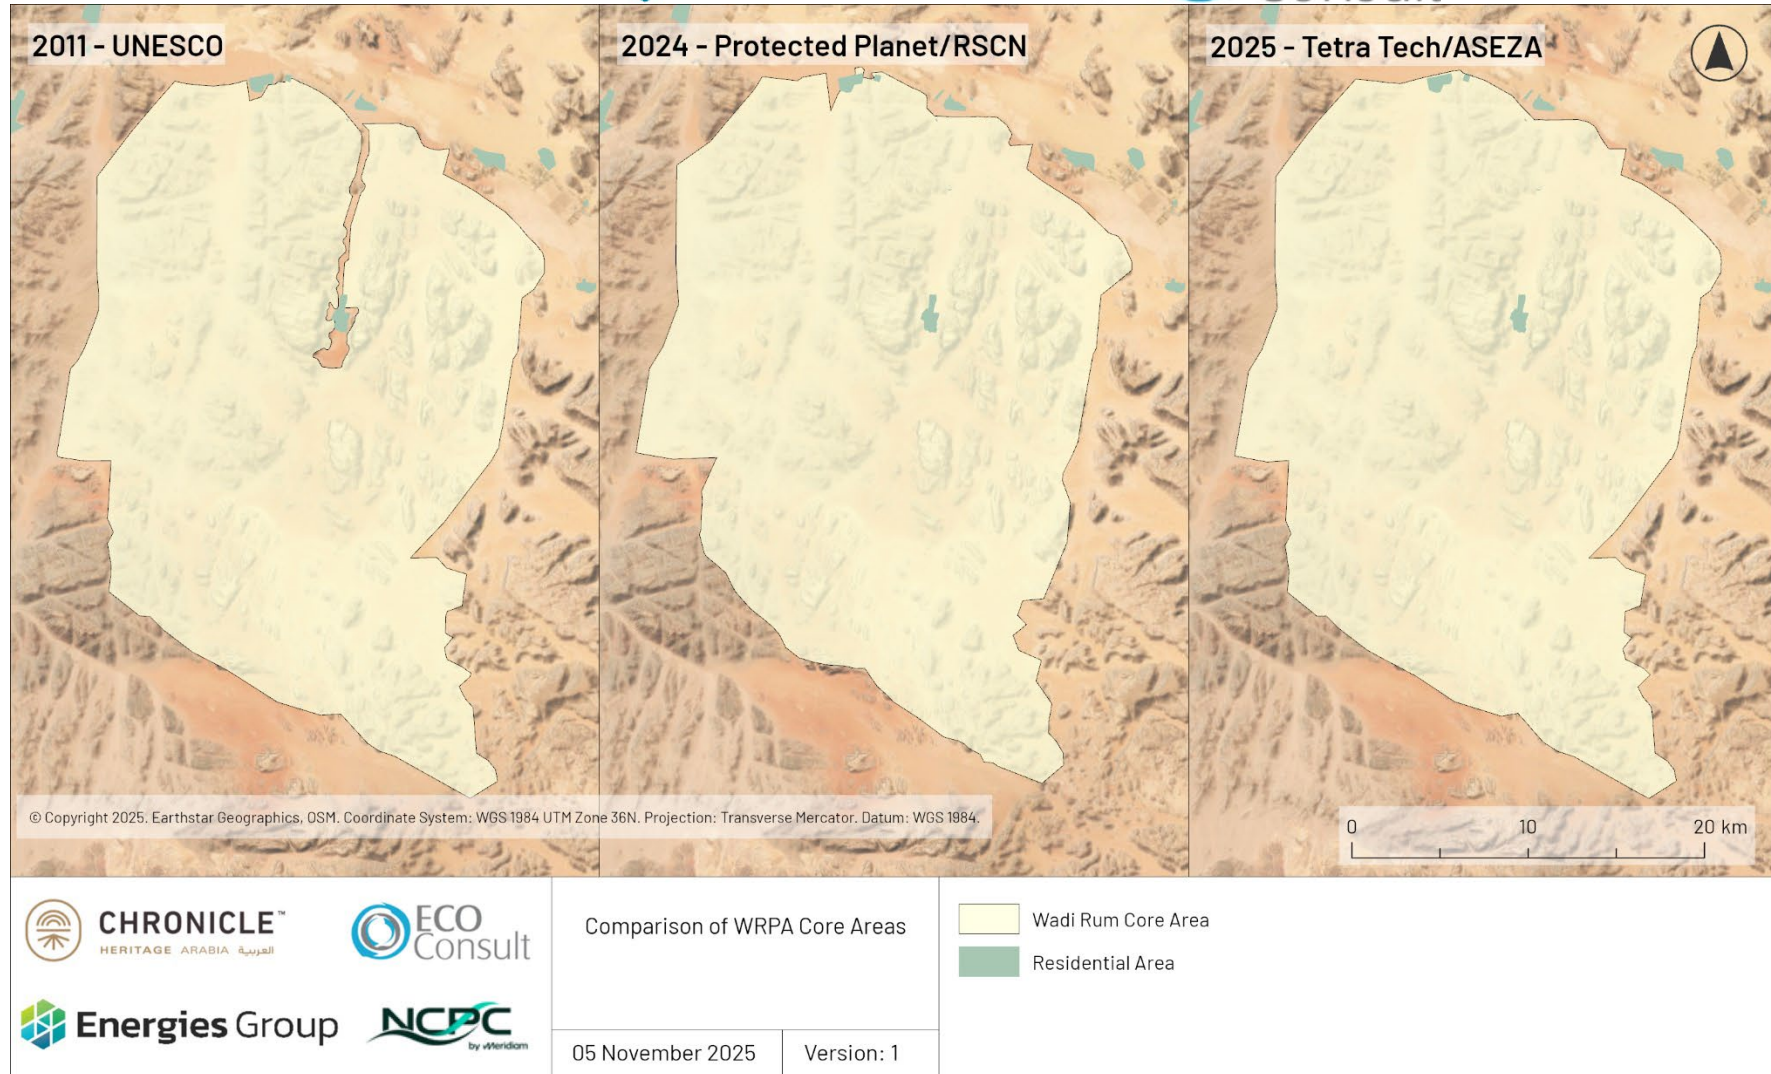 2011 - UNESCO
2024 - Protected Planet/RSCN
2025 - Tetra Tech/ASEZA
© Copyright 2025. Earthstar Geographics, OSM. Coordinate System: WGS 1984 UTM Zone 36N. Projection: Transverse Mercator. Datum: WGS 1984.
0 10 20 km
CHRONICLE™
HERITAGE ARABIA العربية
ECO
Consult
Energies Group
NCPC
by Meridiam
Comparison of WRPA Core Areas
05 November 2025
Version: 1
Wadi Rum Core Area
Residential Area